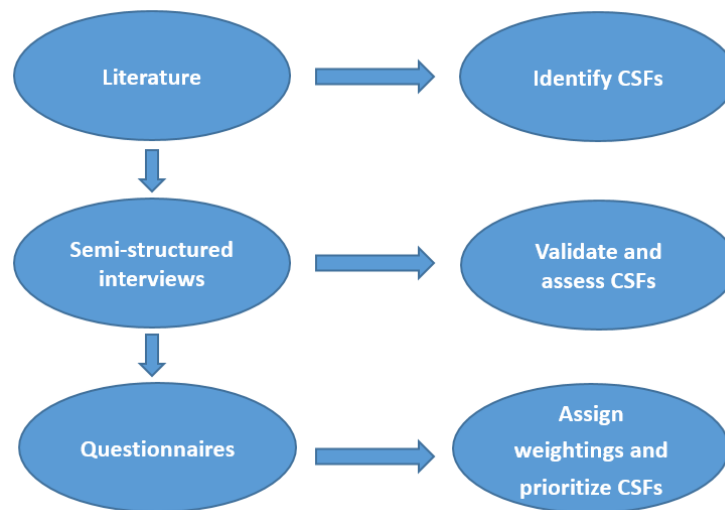 Literature
Identify CSFs
Semi-structured
interviews
Validate and
assess CSFs
Questionnaires
Assign
weightings and
prioritize CSFs